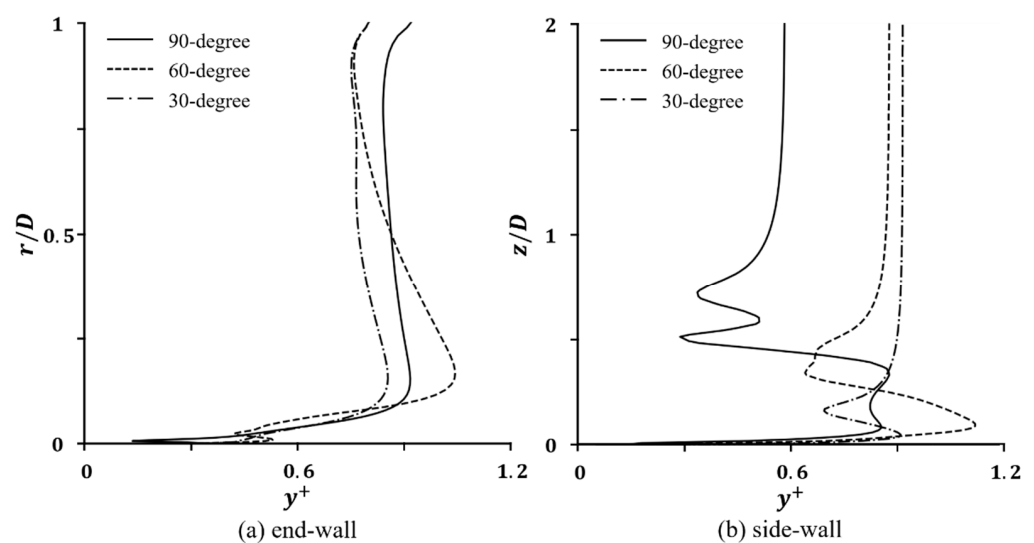 1
90-degree
60-degree
30-degree
r/D
0.5
0
0
0.6
1.2
y+
(a) end-wall
2
90-degree
60-degree
30-degree
z/D
1
0
0
0.6
1.2
y+
(b) side-wall